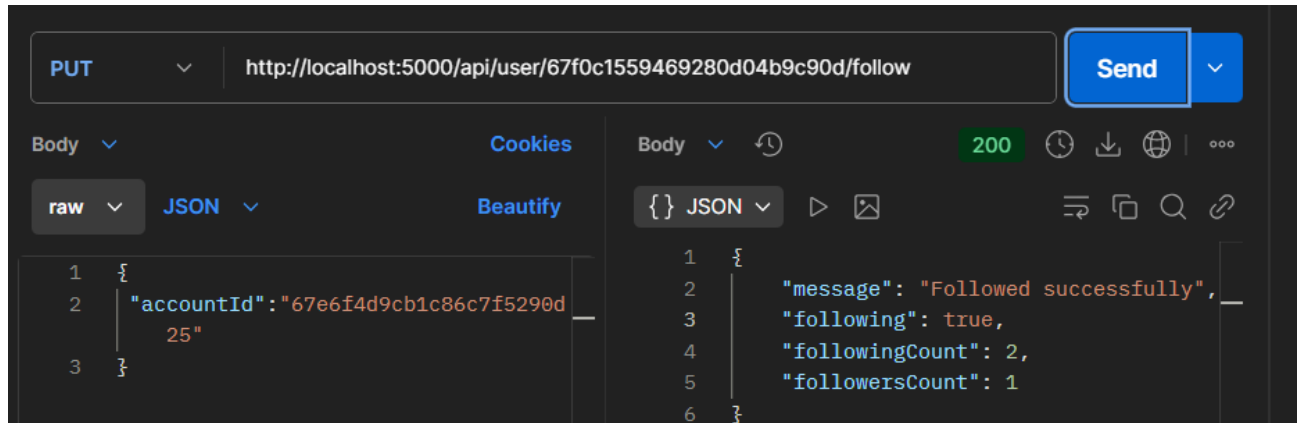 PUT http://localhost:5000/api/user/67f0c1559469280d04b9c90d/follow Send
Body Cookies
raw JSON Beautify
1 {
2 "accountId":"67e6f4d9cb1c86c7f5290d
25"
3 }
Body 200
{} JSON
1 {
2 "message": "Followed successfully",
3 "following": true,
4 "followingCount": 2,
5 "followersCount": 1
6 }